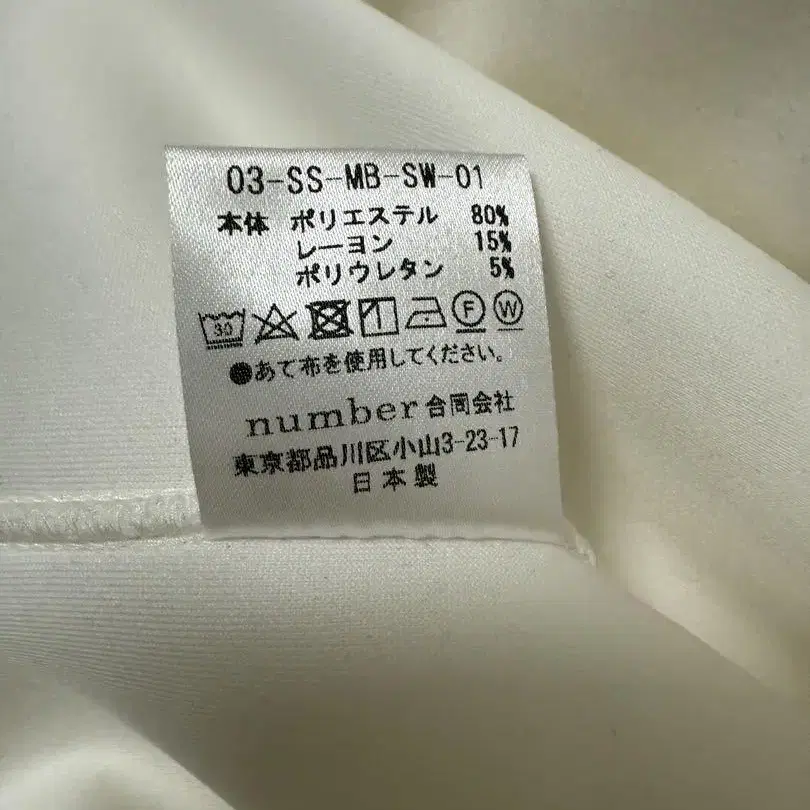 03-SS-MB-SW-01
本体 ポリエステル 80%
レーヨン 15%
ポリウレタン 5%
30 F W
●あて布を使用してください。
number合同会社
東京都品川区小山3-23-17
日本製